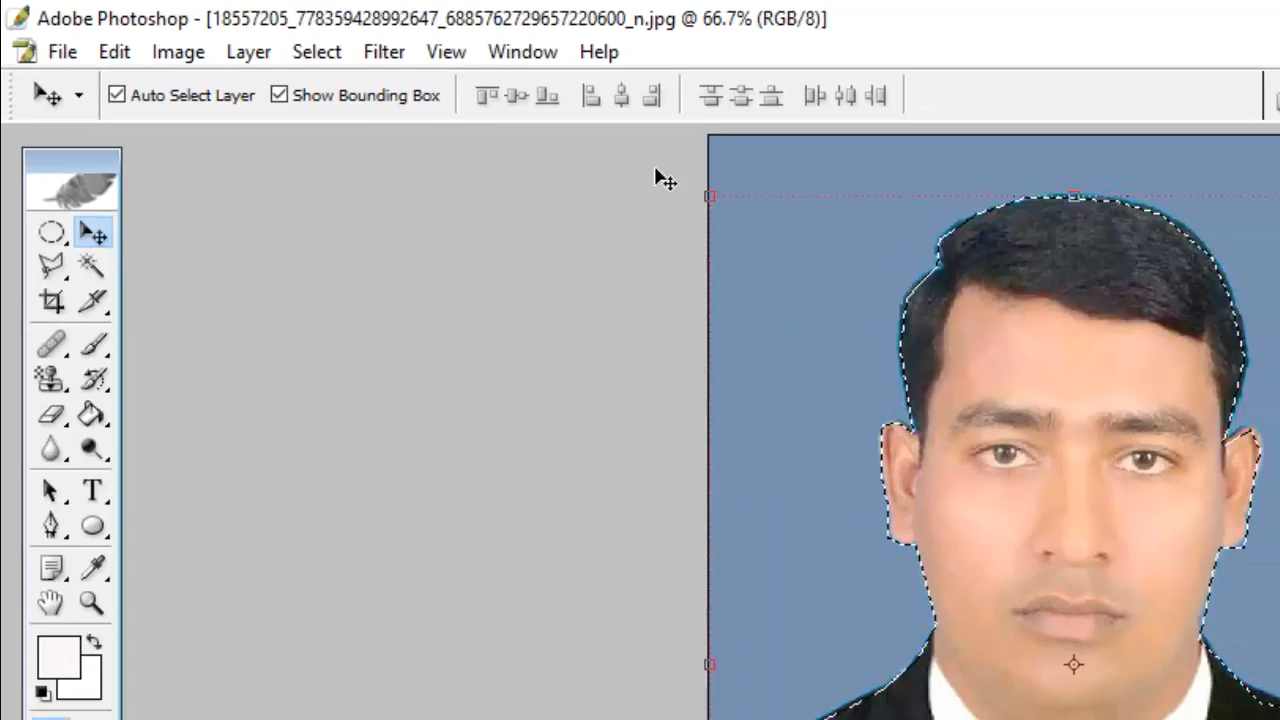 Adobe Photoshop - [18557205_778359428992647_6885762729657220600_n.jpg @ 66.7% (RGB/8)]
File Edit Image Layer Select Filter View Window Help
Auto Select Layer Show Bounding Box
T